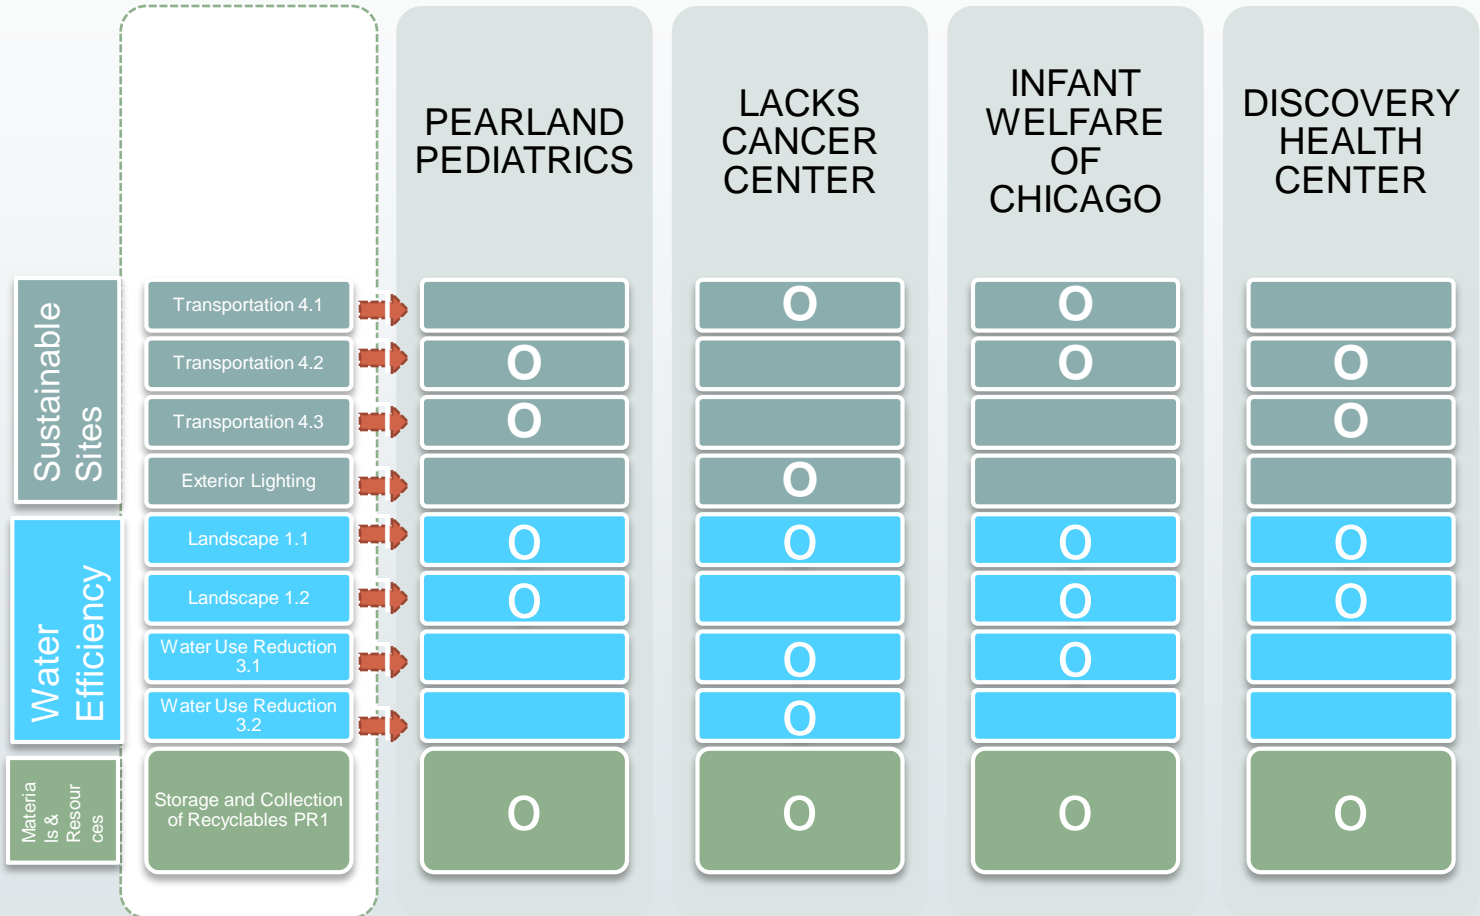 PEARLAND
PEDIATRICS
LACKS
CANCER
CENTER
INFANT
WELFARE
OF
CHICAGO
DISCOVERY
HEALTH
CENTER
Sustainable
Sites
Transportation 4.1
O
O
Transportation 4.2
O
O
O
Transportation 4.3
O
O
Exterior Lighting
O
Water
Efficiency
Landscape 1.1
O
O
O
O
Landscape 1.2
O
O
O
Water Use Reduction
3.1
O
O
Water Use Reduction
3.2
O
Materia
ls &
Resour
ces
Storage and Collection
of Recyclables PR1
O
O
O
O